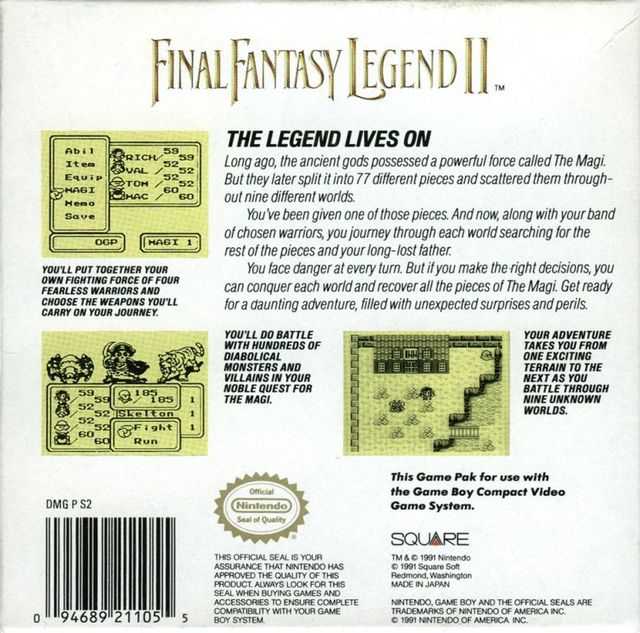 FINAL FANTASY LEGEND II ™
THE LEGEND LIVES ON
Long ago, the ancient gods possessed a powerful force called The Magi.
But they later split it into 77 different pieces and scattered them through-
out nine different worlds.
You've been given one of those pieces. And now, along with your band
of chosen warriors, you journey through each world searching for the
rest of the pieces and your long-lost father.
You face danger at every turn. But if you make the right decisions, you
can conquer each world and recover all the pieces of The Magi. Get ready
for a daunting adventure, filled with unexpected surprises and perils.
Abil
Item
Equip
MAGI
Memo
Save
RICH 59/ 59
VAL 52/ 52
TOM 52/ 52
MAC 60/ 60
0GP
MAGI 1
YOU'LL PUT TOGETHER YOUR
OWN FIGHTING FORCE OF FOUR
FEARLESS WARRIORS AND
CHOOSE THE WEAPONS YOU'LL
CARRY ON YOUR JOURNEY.
59
59
52
52
52
52
60
60
185
/185
1
Skelton 1
Fight 1
Run
YOU'LL DO BATTLE
WITH HUNDREDS OF
DIABOLICAL
MONSTERS AND
VILLAINS IN YOUR
NOBLE QUEST FOR
THE MAGI.
YOUR ADVENTURE
TAKES YOU FROM
ONE EXCITING
TERRAIN TO THE
NEXT AS YOU
BATTLE THROUGH
NINE UNKNOWN
WORLDS.
This Game Pak for use with
the Game Boy Compact Video
Game System.
DMG P S2
0 94689 21105 5
Official
Nintendo
Seal of Quality
THIS OFFICIAL SEAL IS YOUR
ASSURANCE THAT NINTENDO HAS
APPROVED THE QUALITY OF THIS
PRODUCT. ALWAYS LOOK FOR THIS
SEAL WHEN BUYING GAMES AND
ACCESSORIES TO ENSURE COMPLETE
COMPATIBILITY WITH YOUR GAME
BOY SYSTEM.
SQUARE
TM & © 1991 Nintendo
© 1991 Square Soft
Redmond, Washington
MADE IN JAPAN
NINTENDO, GAME BOY AND THE OFFICIAL SEALS ARE
TRADEMARKS OF NINTENDO OF AMERICA INC.
© 1991 NINTENDO OF AMERICA INC.